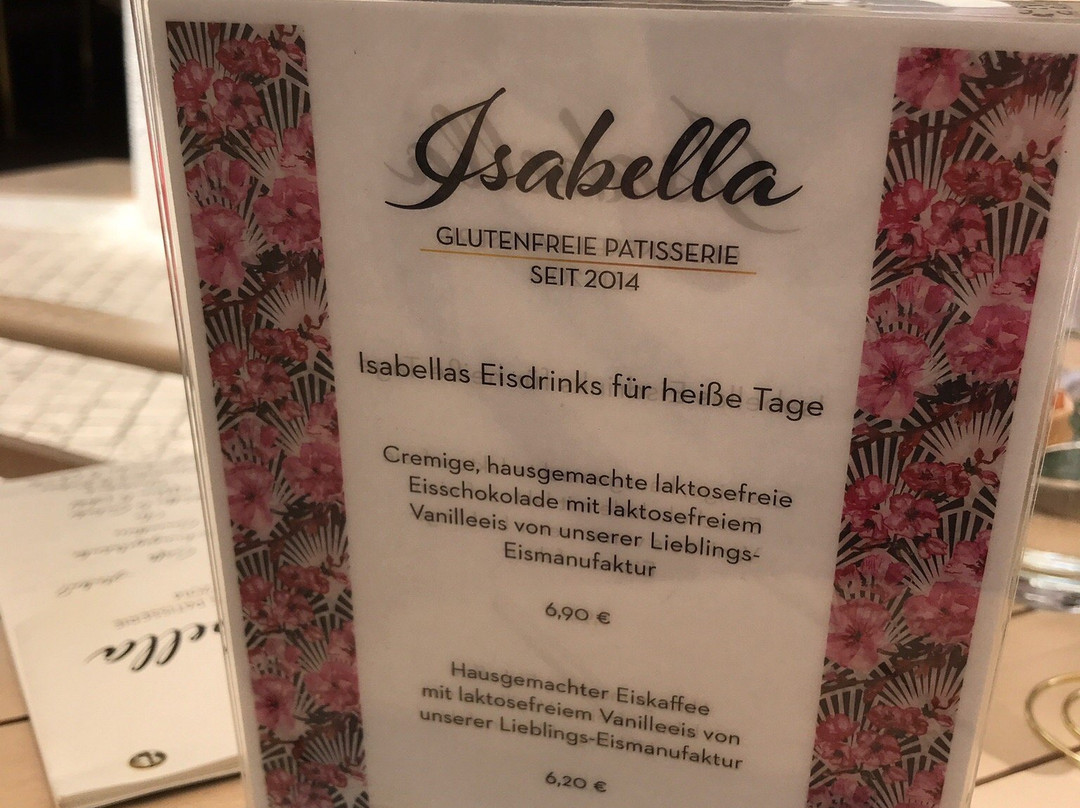 Isabella
GLUTENFREIE PATISSERIE
SEIT 2014
Isabellas Eisdrinks für heiße Tage
Cremige, hausgemachte laktosefreie
Eisschokolade mit laktosefreiem
Vanilleeis von unserer Lieblings-
Eismanufaktur
6,90 €
Hausgemachter Eiskaffee
mit laktosefreiem Vanilleeis von
unserer Lieblings-Eismanufaktur
6,20 €